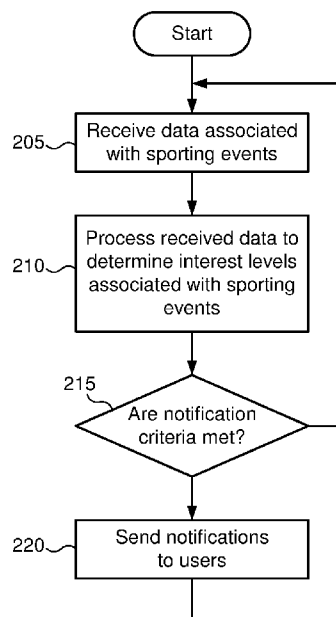 Start
205
Receive data associated
with sporting events
210
Process received data to
determine interest levels
associated with sporting
events
215
Are notification
criteria met?
220
Send notifications
to users